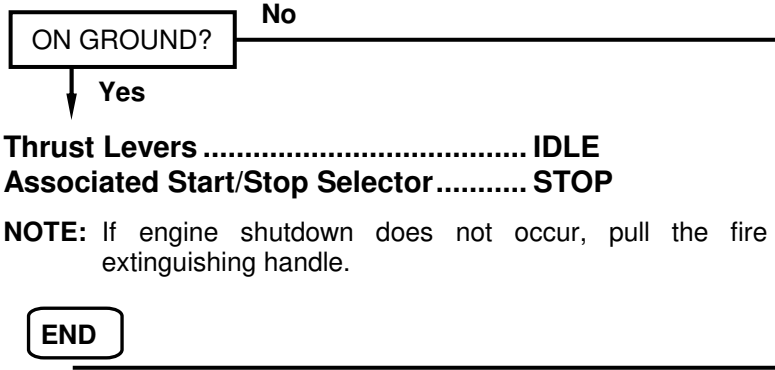 No
ON GROUND?
Yes
Thrust Levers ....................................... IDLE
Associated Start/Stop Selector........... STOP
NOTE: If engine shutdown does not occur, pull the fire
extinguishing handle.
END